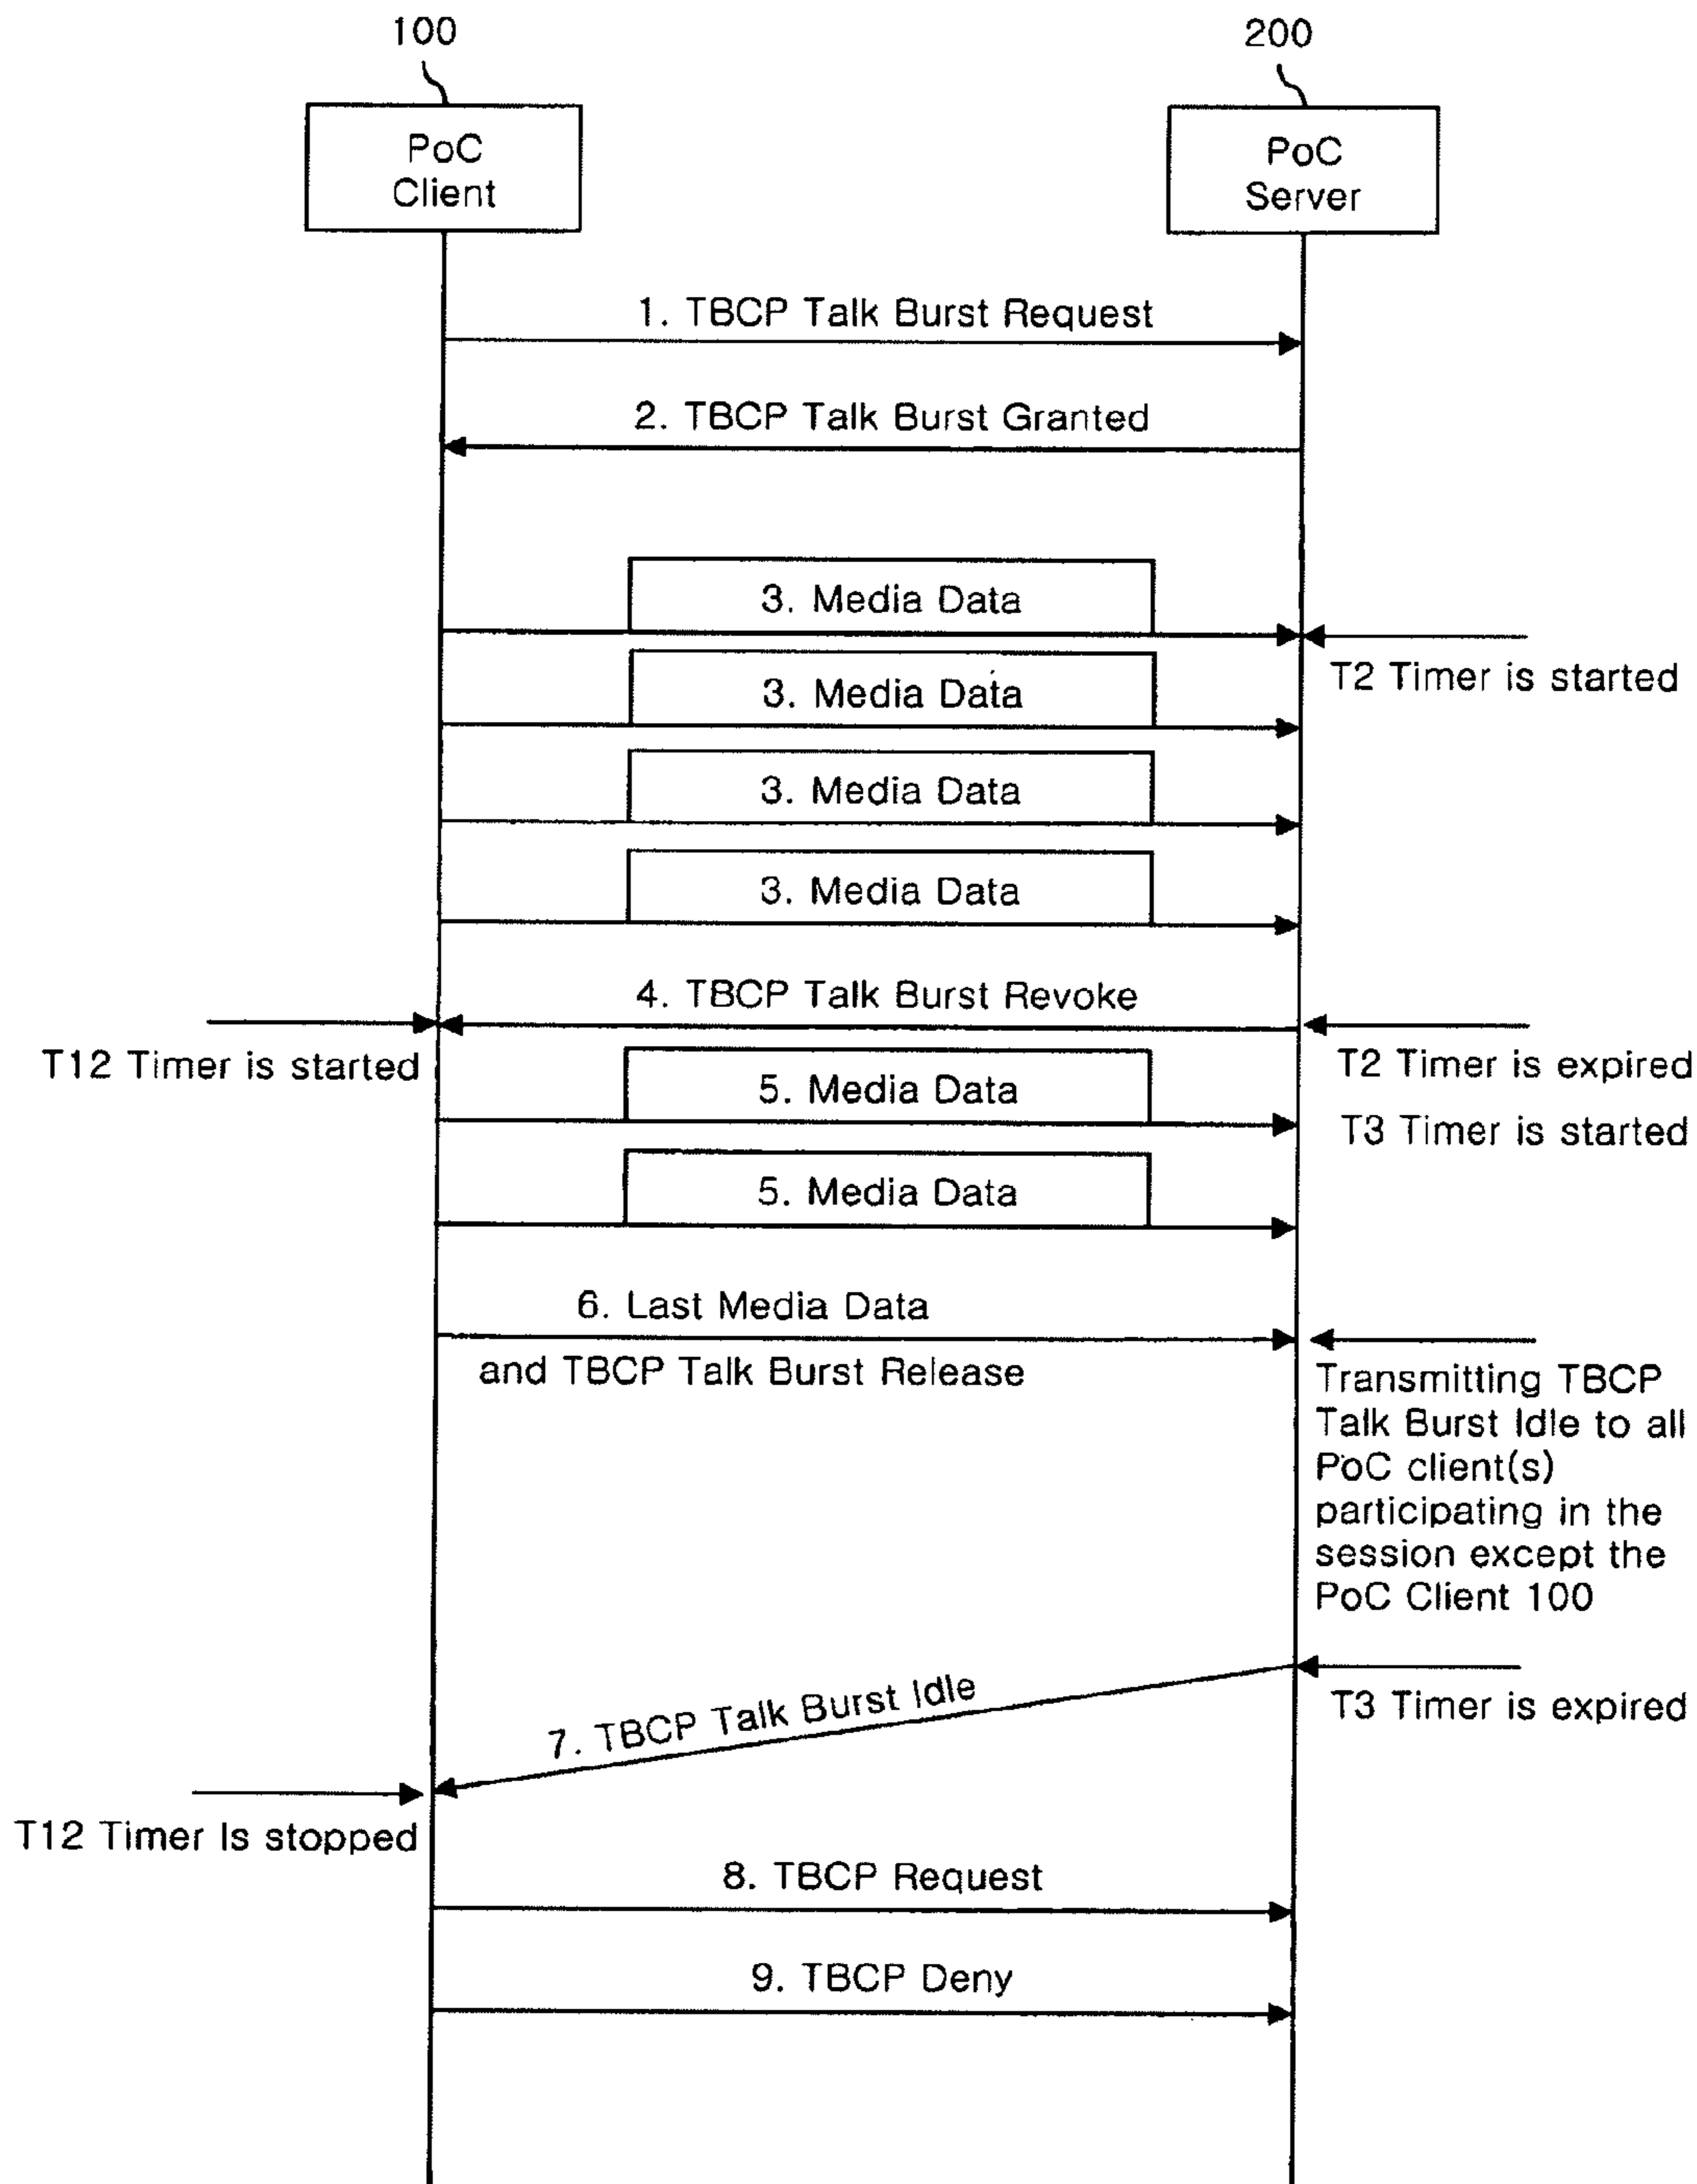 100
200
PoC
Client
PoC
Server
1. TBCP Talk Burst Request
2. TBCP Talk Burst Granted
3. Media Data
T2 Timer is started
3. Media Data
3. Media Data
3. Media Data
4. TBCP Talk Burst Revoke
T12 Timer is started
T2 Timer is expired
5. Media Data
T3 Timer is started
5. Media Data
6. Last Media Data
and TBCP Talk Burst Release
Transmitting TBCP
Talk Burst Idle to all
PoC client(s)
participating in the
session except the
PoC Client 100
7. TBCP Talk Burst Idle
T3 Timer is expired
T12 Timer Is stopped
8. TBCP Request
9. TBCP Deny